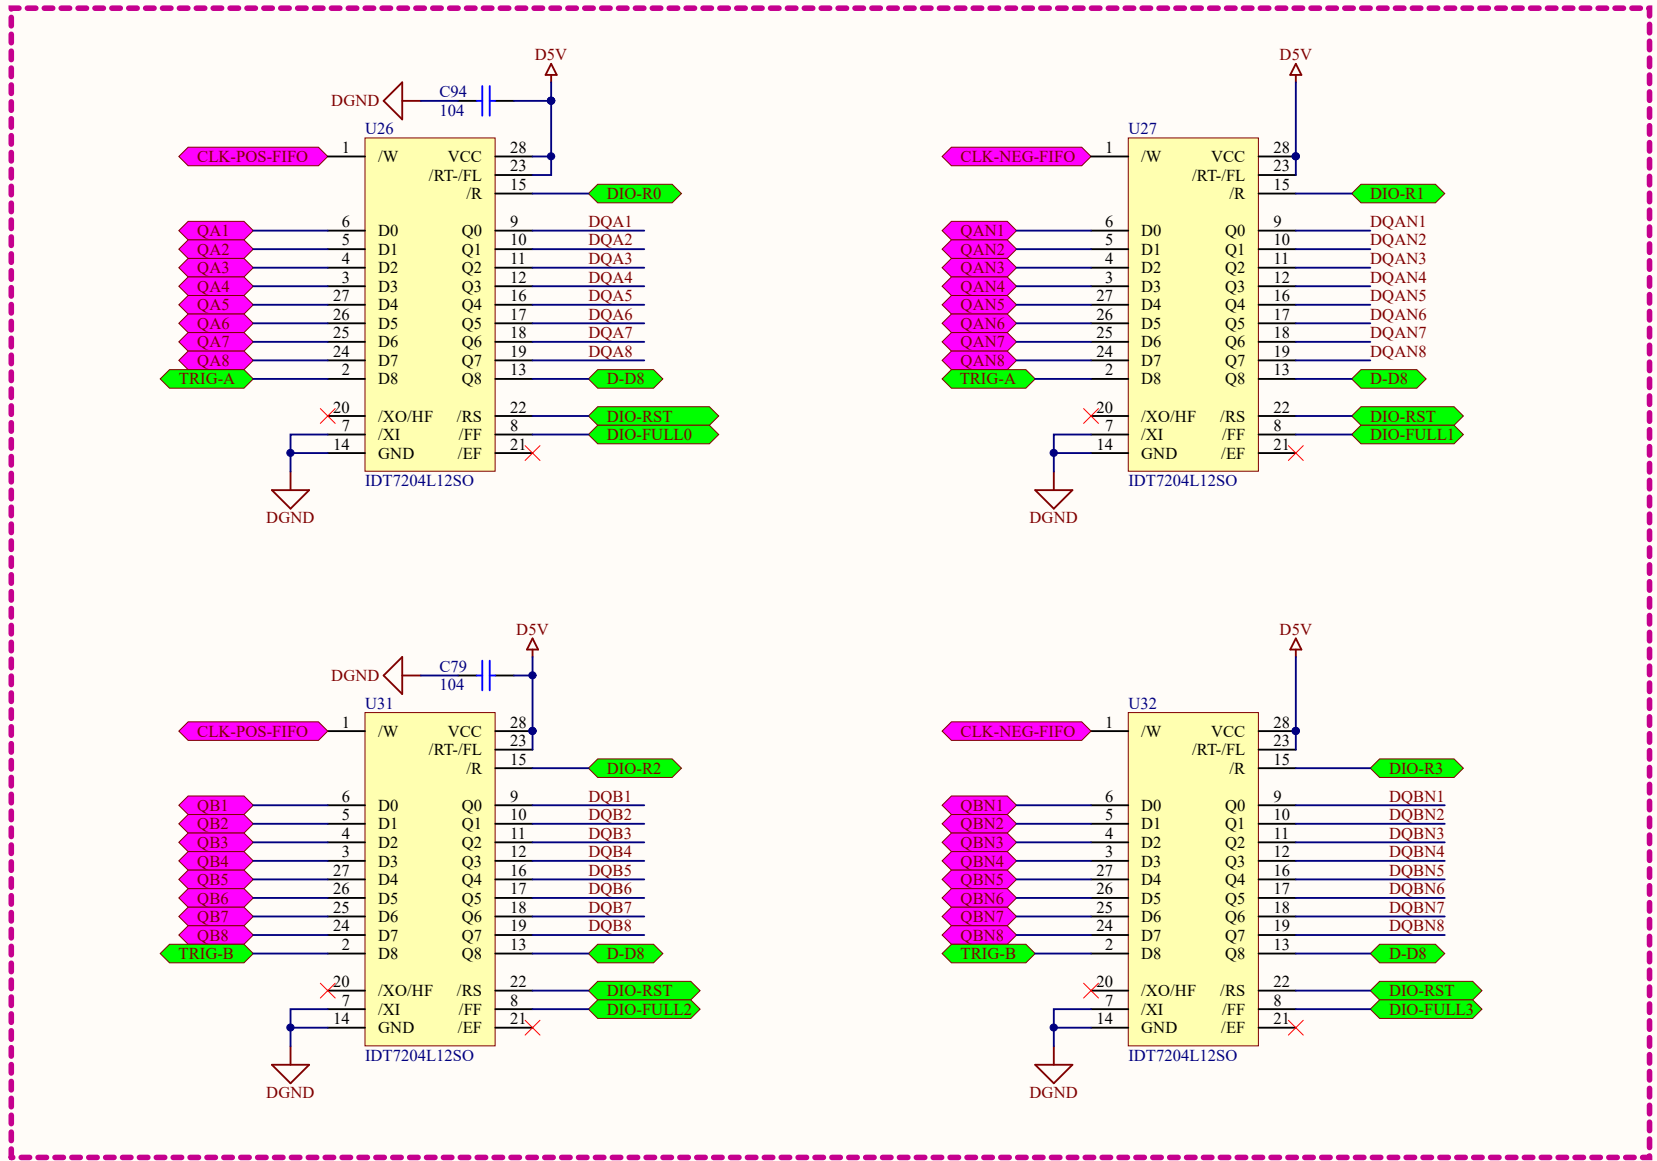 D5V
DGND C94
104
U26
CLK-POS-FIFO 1 /W VCC 28
/RT-/FL 23
/R 15 DIO-R0
QA1 6 D0 Q0 9 DQA1
QA2 5 D1 Q1 10 DQA2
QA3 4 D2 Q2 11 DQA3
QA4 3 D3 Q3 12 DQA4
QA5 27 D4 Q4 16 DQA5
QA6 26 D5 Q5 17 DQA6
QA7 25 D6 Q6 18 DQA7
QA8 24 D7 Q7 19 DQA8
TRIG-A 2 D8 Q8 13 D-D8
20 /XO/HF /RS 22 DIO-RST
7 /XI /FF 8 DIO-FULL0
14 GND /EF 21
IDT7204L12SO
DGND
D5V
U27
CLK-NEG-FIFO 1 /W VCC 28
/RT-/FL 23
/R 15 DIO-R1
QAN1 6 D0 Q0 9 DQAN1
QAN2 5 D1 Q1 10 DQAN2
QAN3 4 D2 Q2 11 DQAN3
QAN4 3 D3 Q3 12 DQAN4
QAN5 27 D4 Q4 16 DQAN5
QAN6 26 D5 Q5 17 DQAN6
QAN7 25 D6 Q6 18 DQAN7
QAN8 24 D7 Q7 19 DQAN8
TRIG-A 2 D8 Q8 13 D-D8
20 /XO/HF /RS 22 DIO-RST
7 /XI /FF 8 DIO-FULL1
14 GND /EF 21
IDT7204L12SO
DGND
D5V
DGND C79
104
U31
CLK-POS-FIFO 1 /W VCC 28
/RT-/FL 23
/R 15 DIO-R2
QB1 6 D0 Q0 9 DQB1
QB2 5 D1 Q1 10 DQB2
QB3 4 D2 Q2 11 DQB3
QB4 3 D3 Q3 12 DQB4
QB5 27 D4 Q4 16 DQB5
QB6 26 D5 Q5 17 DQB6
QB7 25 D6 Q6 18 DQB7
QB8 24 D7 Q7 19 DQB8
TRIG-B 2 D8 Q8 13 D-D8
20 /XO/HF /RS 22 DIO-RST
7 /XI /FF 8 DIO-FULL2
14 GND /EF 21
IDT7204L12SO
DGND
D5V
U32
CLK-NEG-FIFO 1 /W VCC 28
/RT-/FL 23
/R 15 DIO-R3
QBN1 6 D0 Q0 9 DQBN1
QBN2 5 D1 Q1 10 DQBN2
QBN3 4 D2 Q2 11 DQBN3
QBN4 3 D3 Q3 12 DQBN4
QBN5 27 D4 Q4 16 DQBN5
QBN6 26 D5 Q5 17 DQBN6
QBN7 25 D6 Q6 18 DQBN7
QBN8 24 D7 Q7 19 DQBN8
TRIG-B 2 D8 Q8 13 D-D8
20 /XO/HF /RS 22 DIO-RST
7 /XI /FF 8 DIO-FULL3
14 GND /EF 21
IDT7204L12SO
DGND